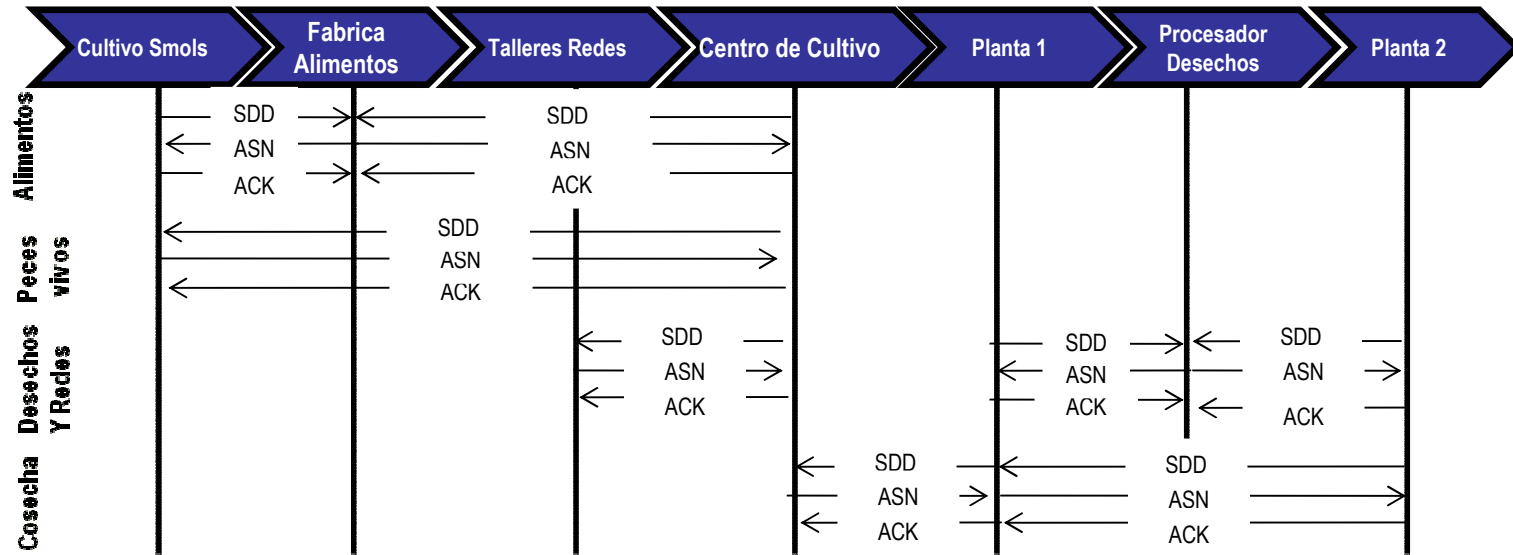 Cultivo Smols
Fabrica
Alimentos
Talleres Redes
Centro de Cultivo
Planta 1
Procesador
Desechos
Planta 2
Alimentos
SDD
SDD
ASN
ASN
ACK
ACK
Peces
vivos
SDD
ASN
ACK
Desechos
Y Redes
SDD
SDD
SDD
ASN
ASN
ASN
ACK
ACK
ACK
Cosecha
SDD
SDD
ASN
ASN
ACK
ACK